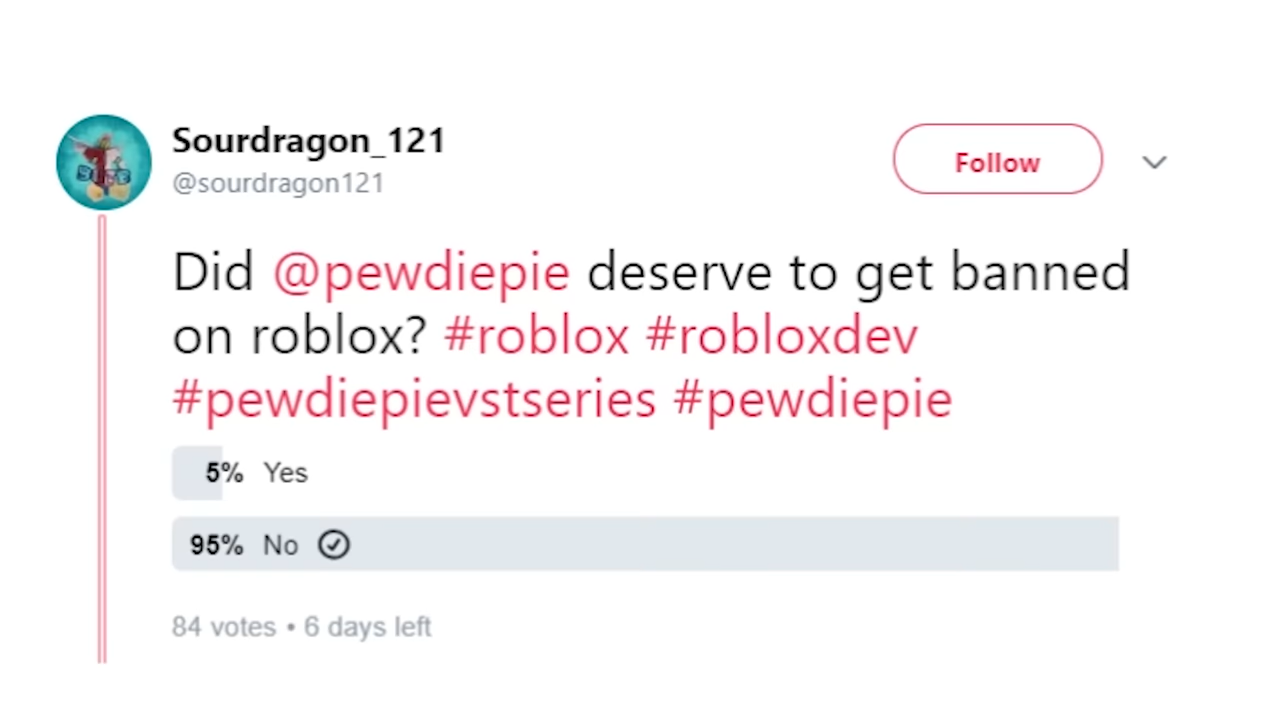 Sourdragon_121
@sourdragon121
Follow
Did @pewdiepie deserve to get banned
on roblox? #roblox #robloxdev
#pewdiepievstseries #pewdiepie
5% Yes
95% No
84 votes • 6 days left